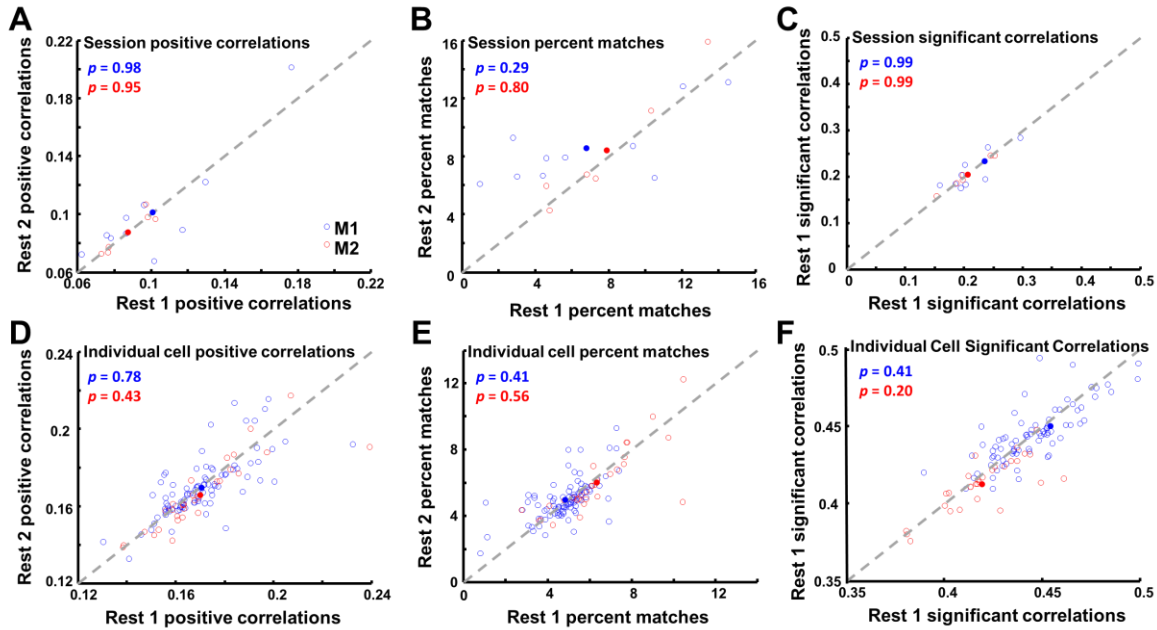 A
Session positive correlations
p = 0.98
p = 0.95
Rest 2 positive correlations
0.22
0.18
0.14
0.1
0.06
0.06
0.1
0.14
0.18
0.22
Rest 1 positive correlations
M1
M2
B
Session percent matches
p = 0.29
p = 0.80
Rest 2 percent matches
16
12
8
4
0
0
4
8
12
16
Rest 1 percent matches
C
Session significant correlations
p = 0.99
p = 0.99
Rest 1 significant correlations
0.5
0.4
0.3
0.2
0.1
0
0
0.1
0.2
0.3
0.4
0.5
Rest 1 significant correlations
D
Individual cell positive correlations
p = 0.78
p = 0.43
Rest 2 positive correlations
0.24
0.2
0.16
0.12
0.12
0.14
0.16
0.2
0.2
0.24
Rest 1 positive correlations
E
Individual cell percent matches
p = 0.41
p = 0.56
Rest 2 percent matches
12
8
4
0
0
4
8
12
Rest 1 percent matches
F
Individual Cell Significant Correlations
p = 0.41
p = 0.20
Rest 1 significant correlations
0.5
0.45
0.4
0.35
0.35
0.4
0.45
0.5
Rest 1 significant correlations